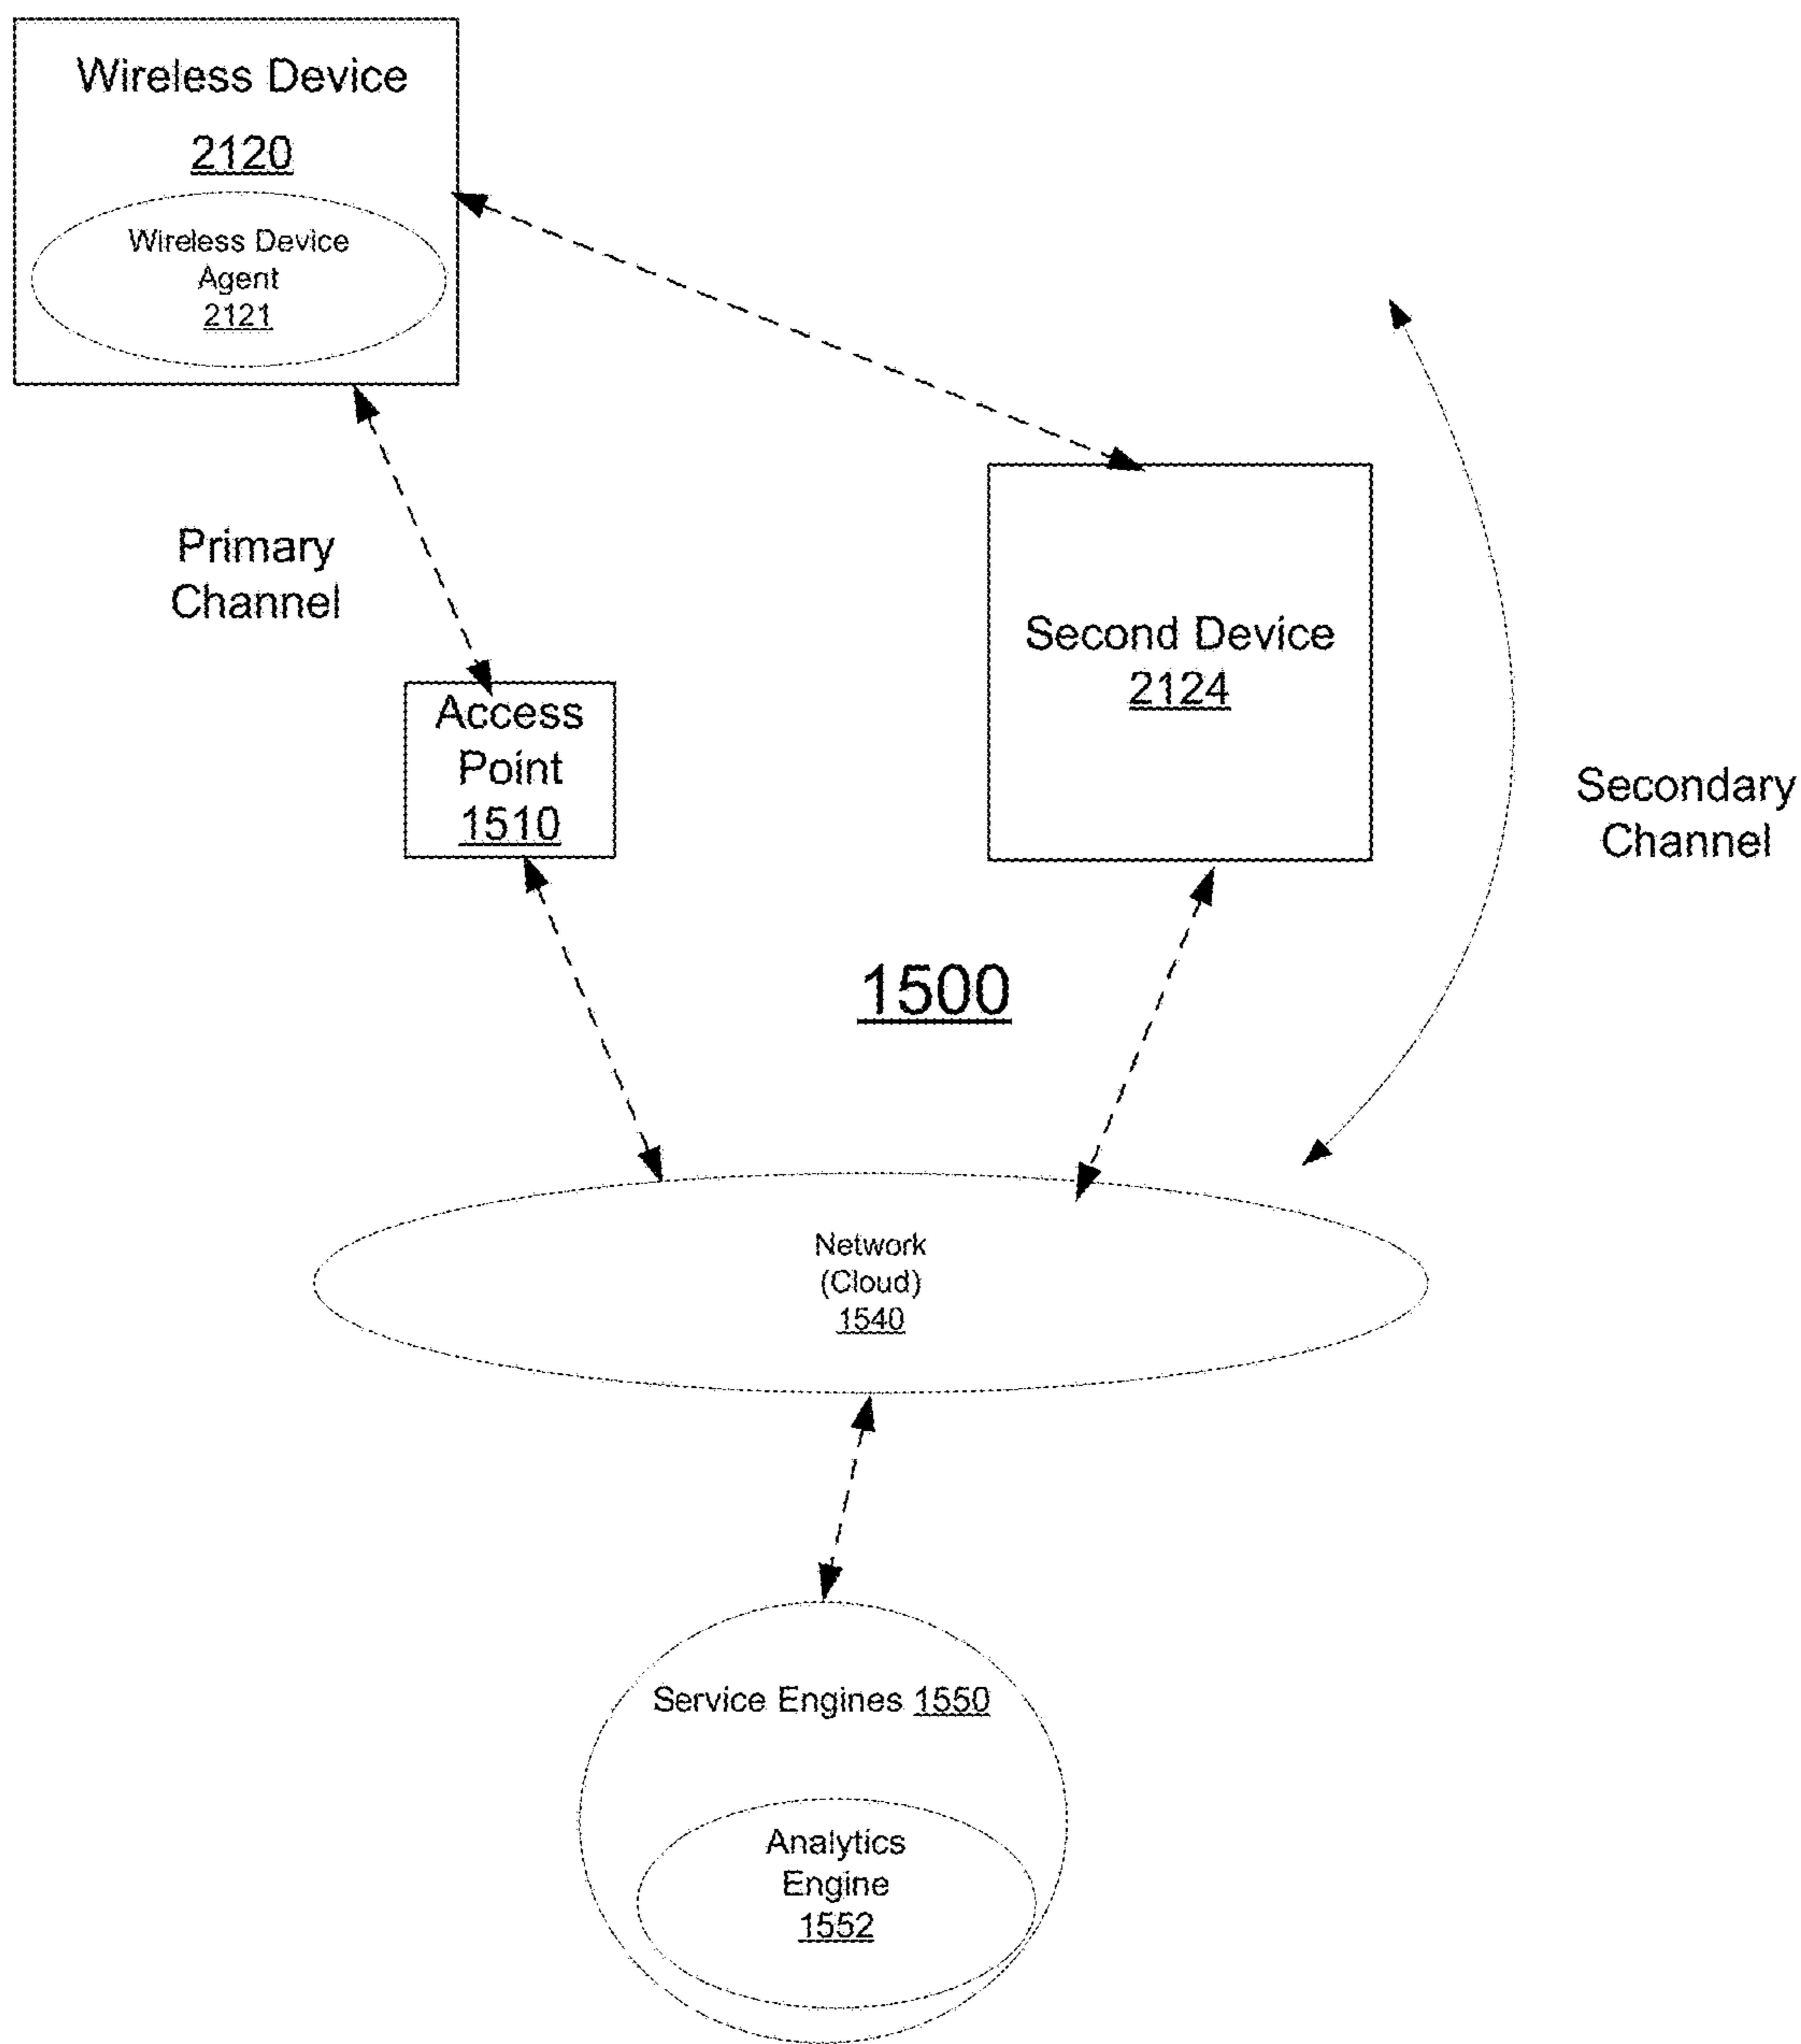 Wireless Device
2120
Wireless Device
Agent
2121
Primary
Channel
Access
Point
1510
Second Device
2124
Secondary
Channel
1500
Network
(Cloud)
1540
Service Engines 1550
Analytics
Engine
1552